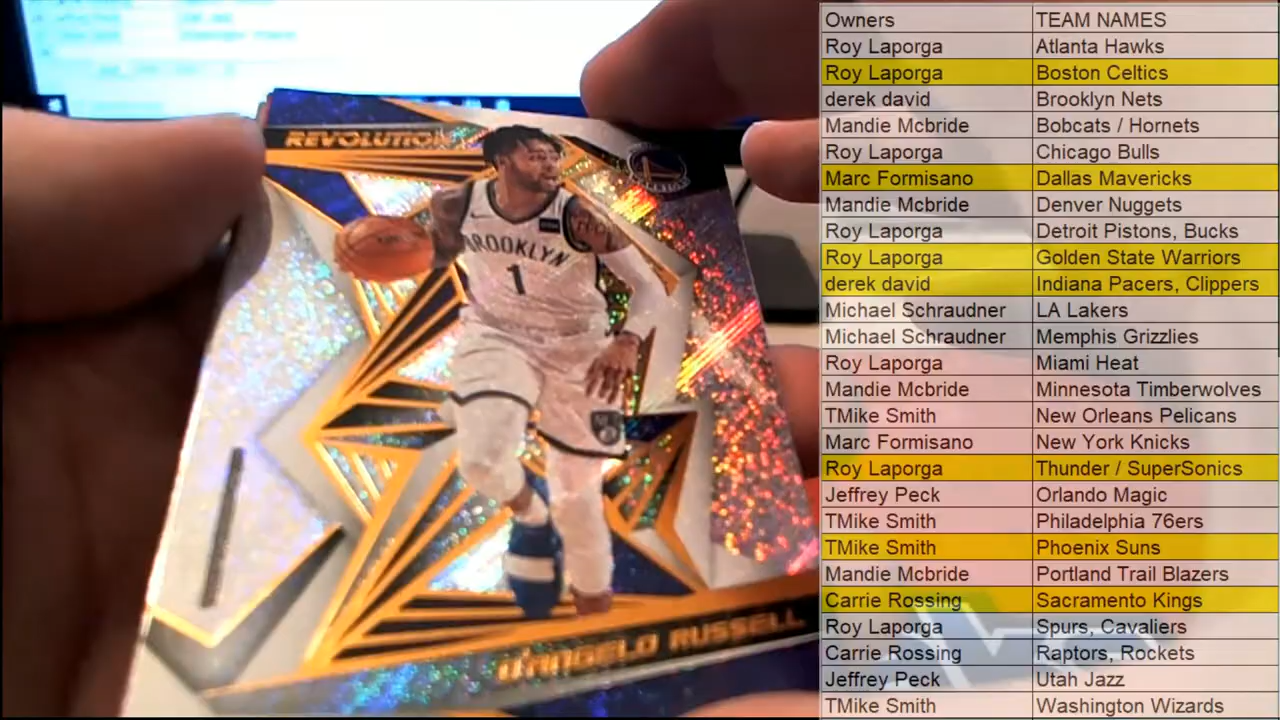 REVOLUTION
BROOKLYN
1
D'ANGELO RUSSELL
Owners TEAM NAMES
Roy Laporga Atlanta Hawks
Roy Laporga Boston Celtics
derek david Brooklyn Nets
Mandie Mcbride Bobcats / Hornets
Roy Laporga Chicago Bulls
Marc Formisano Dallas Mavericks
Mandie Mcbride Denver Nuggets
Roy Laporga Detroit Pistons, Bucks
Roy Laporga Golden State Warriors
derek david Indiana Pacers, Clippers
Michael Schraudner LA Lakers
Michael Schraudner Memphis Grizzlies
Roy Laporga Miami Heat
Mandie Mcbride Minnesota Timberwolves
TMike Smith New Orleans Pelicans
Marc Formisano New York Knicks
Roy Laporga Thunder / SuperSonics
Jeffrey Peck Orlando Magic
TMike Smith Philadelphia 76ers
TMike Smith Phoenix Suns
Mandie Mcbride Portland Trail Blazers
Carrie Rossing Sacramento Kings
Roy Laporga Spurs, Cavaliers
Carrie Rossing Raptors, Rockets
Jeffrey Peck Utah Jazz
TMike Smith Washington Wizards